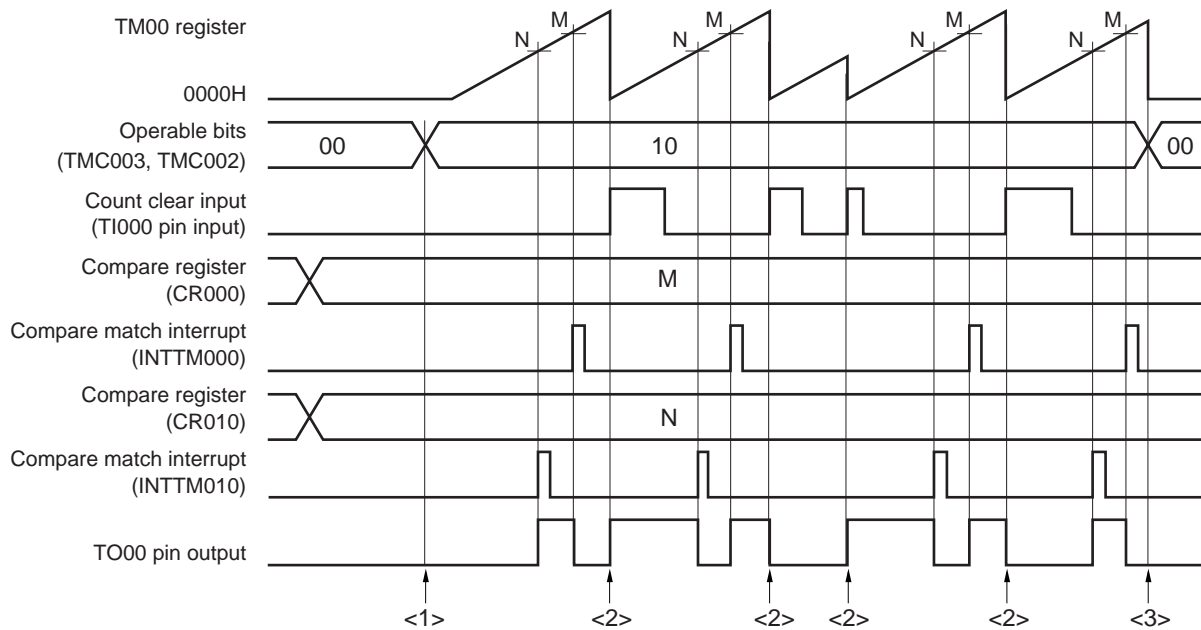 TM00 register
N
M
N
M
N
M
N
M
0000H
Operable bits
(TMC003, TMC002)
00
10
00
Count clear input
(TI000 pin input)
Compare register
(CR000)
M
Compare match interrupt
(INTTM000)
Compare register
(CR010)
N
Compare match interrupt
(INTTM010)
TO00 pin output
<1>
<2>
<2>
<2>
<2>
<3>